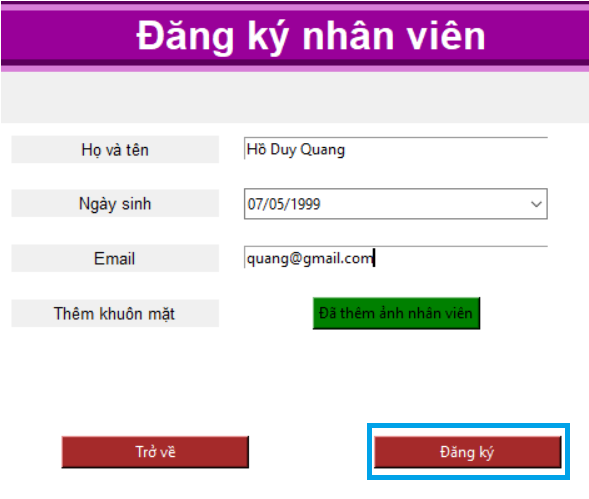 Đăng ký nhân viên
Họ và tên
Hồ Duy Quang
Ngày sinh
07/05/1999
Email
quang@gmail.com
Thêm khuôn mặt
Đã thêm ảnh nhân viên
Trở về
Đăng ký